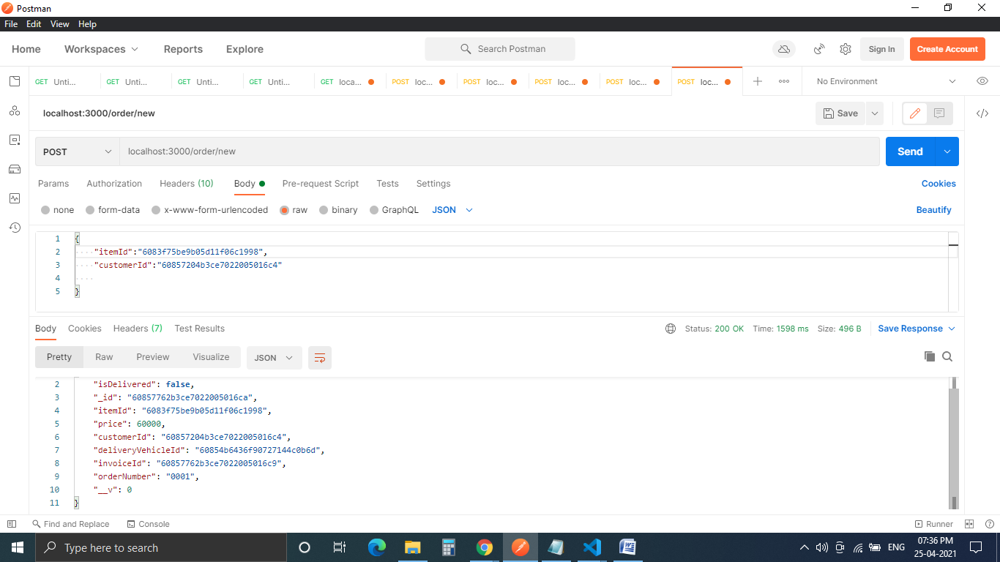 Postman
File Edit View Help
Home Workspaces Reports Explore Search Postman Sign In Create Account
GET Unti... GET Unti... GET Unti... GET Unti... GET loca... POST loc... POST loc... POST loc... POST loc... POST loc... No Environment
localhost:3000/order/new Save
POST localhost:3000/order/new Send
Params Authorization Headers (10) Body Pre-request Script Tests Settings Cookies
none form-data x-www-form-urlencoded raw binary GraphQL JSON Beautify
1 {
2 "itemId":"6083f75be9b05d11f06c1998",
3 "customerId":"60857204b3ce7022005016c4"
4
5 }
Body Cookies Headers (7) Test Results Status: 200 OK Time: 1598 ms Size: 496 B Save Response
Pretty Raw Preview Visualize JSON
2 "isDelivered": false,
3 "_id": "60857762b3ce7022005016ca",
4 "itemId": "6083f75be9b05d11f06c1998",
5 "price": 60000,
6 "customerId": "60857204b3ce7022005016c4",
7 "deliveryVehicleId": "60854b6436f90727144c0b6d",
8 "invoiceId": "60857762b3ce7022005016c9",
9 "orderNumber": "0001",
10 "__v": 0
11 }
Find and Replace Console Runner
Type here to search ENG 07:36 PM
25-04-2021